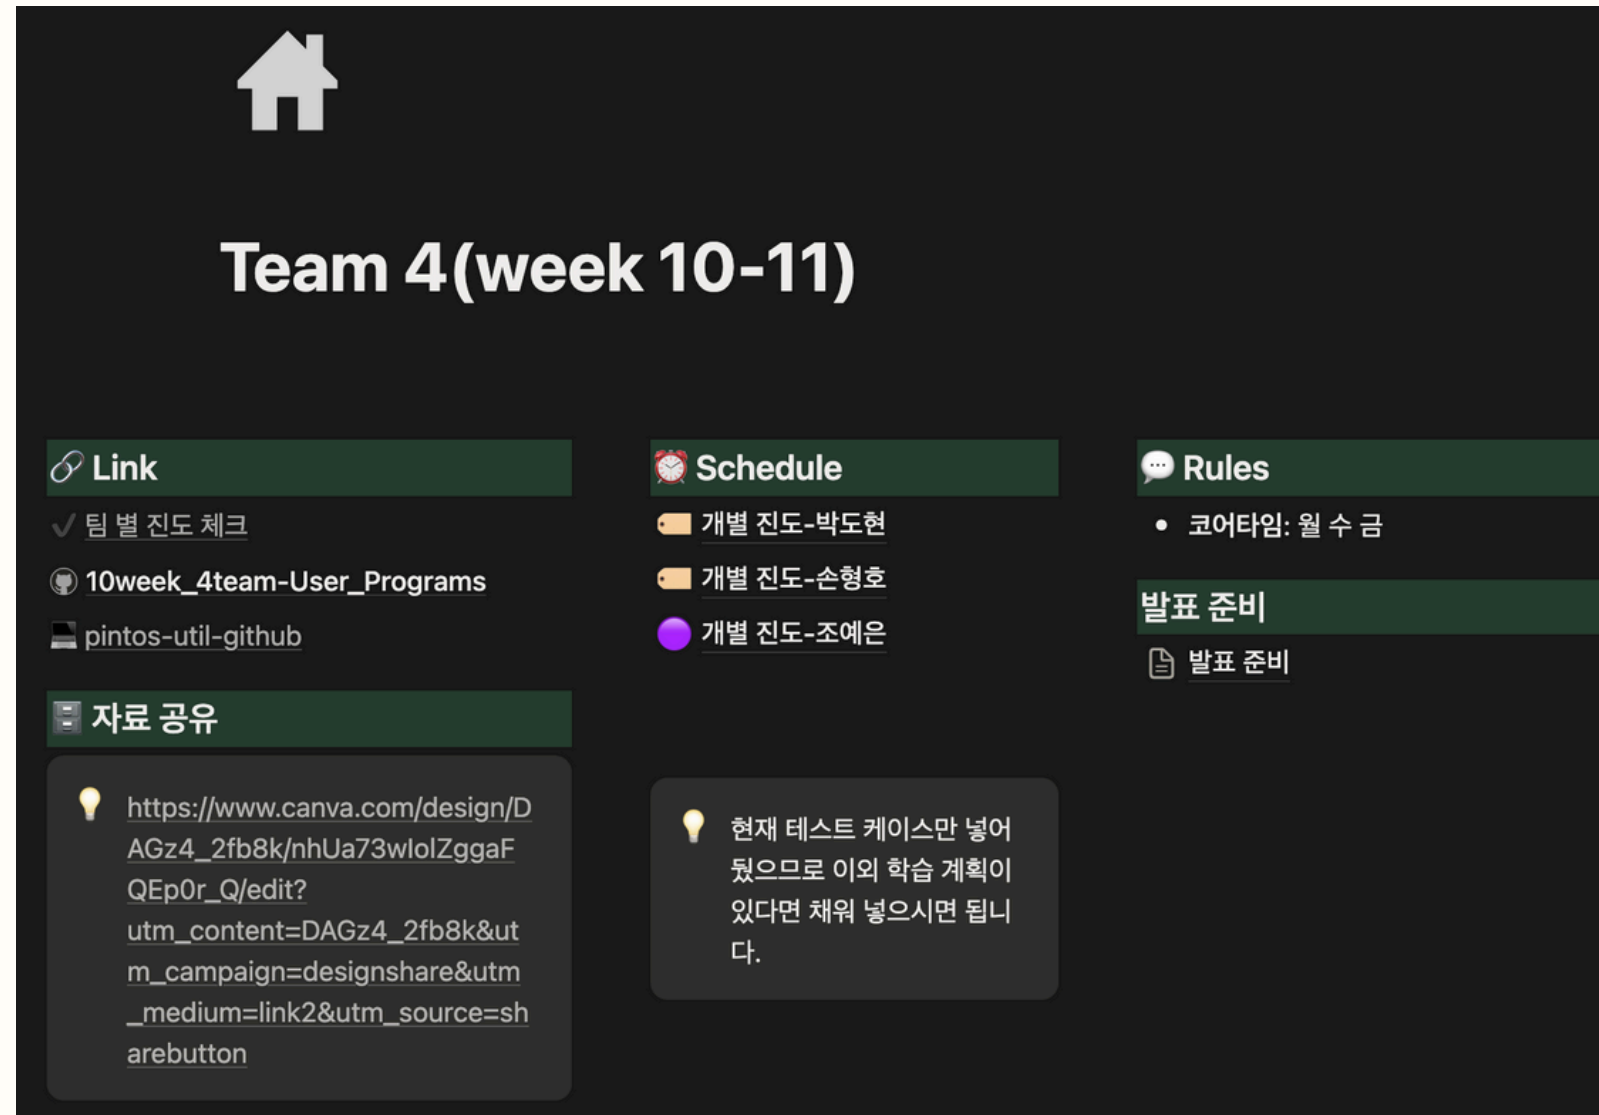 Team 4(week 10-11)
Link
팀 별 진도 체크
10week_4team-User_Programs
pintos-util-github
자료 공유
https://www.canva.com/design/D
AGz4_2fb8k/nhUa73wIolZggaF
QEp0r_Q/edit?
utm_content=DAGz4_2fb8k&ut
m_campaign=designshare&utm
_medium=link2&utm_source=sh
arebutton
Schedule
개별 진도-박도현
개별 진도-손형호
개별 진도-조예은
현재 테스트 케이스만 넣어
뒀으므로 이외 학습 계획이
있다면 채워 넣으시면 됩니
다.
Rules
• 코어타임: 월 수 금
발표 준비
발표 준비